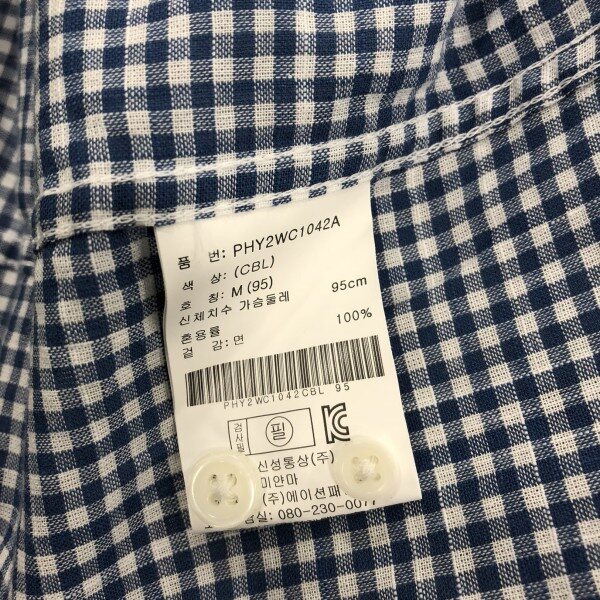 품 번: PHY2WC1042A
색 상: (CBL)
호 칭: M (95)
신체치수 가슴둘레 95cm
혼용률
겉 감: 면 100%
PHY2WC1042CBL 95
검사필 필
신성통상(주)
미얀마
(주)에이션패
실: 080-230-0077